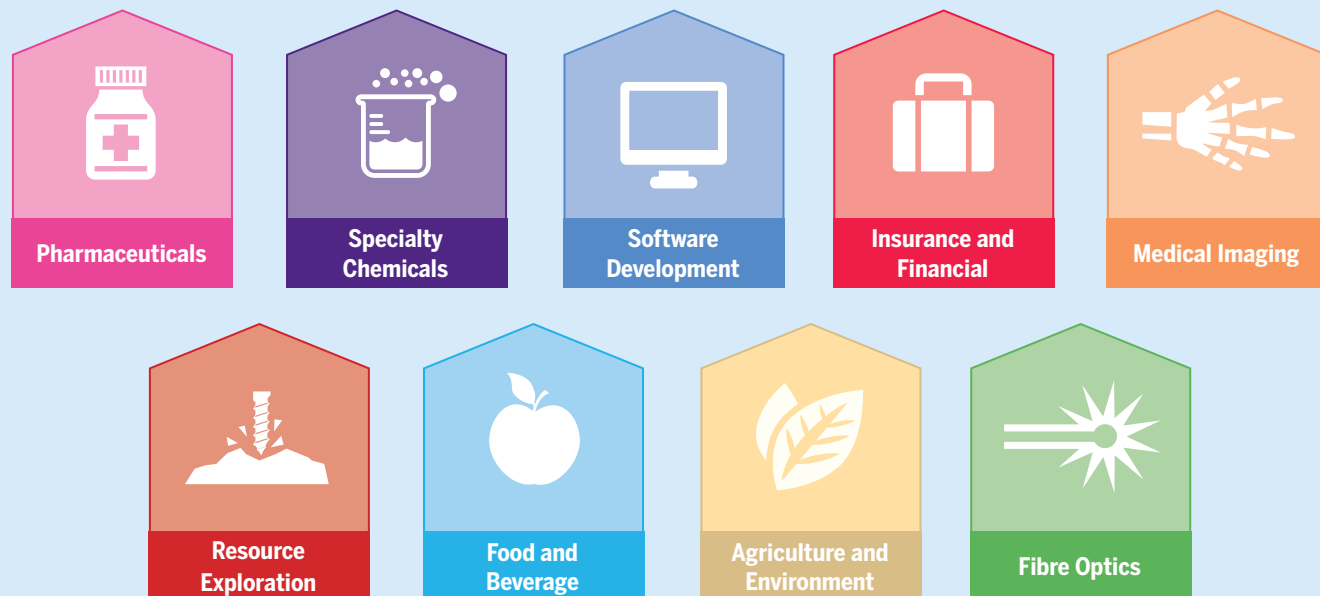 Pharmaceuticals
Specialty
Chemicals
Software
Development
Insurance and
Financial
Medical Imaging
Resource
Exploration
Food and
Beverage
Agriculture and
Environment
Fibre Optics